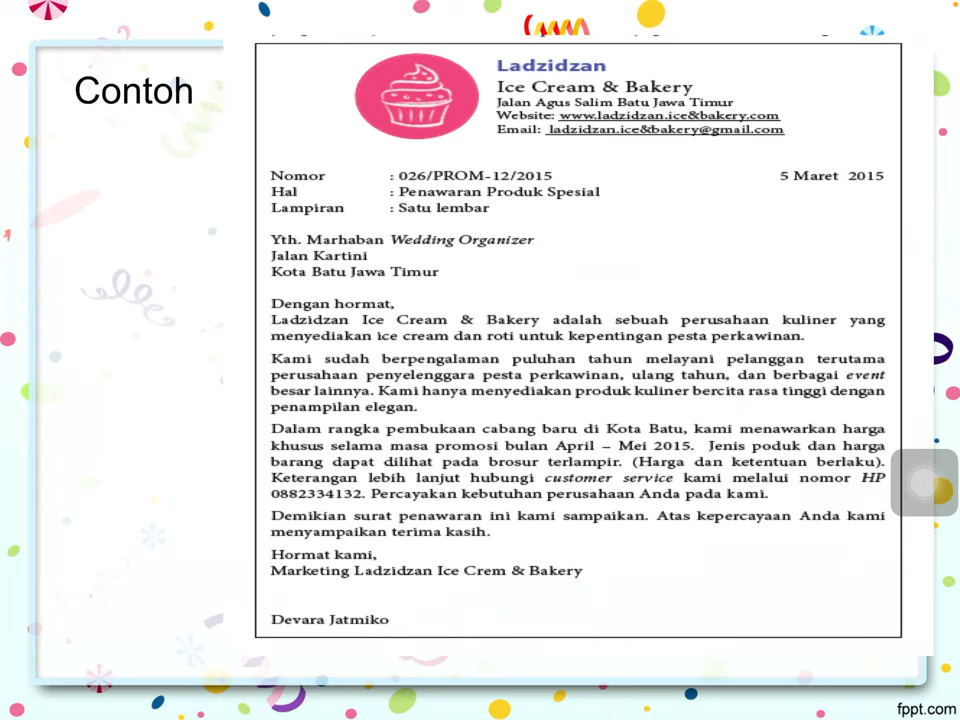 Contoh
Ladzidzan
Ice Cream & Bakery
Jalan Agus Salim Batu Jawa Timur
Website: www.ladzidzan.ice&bakery.com
Email: ladzidzan.ice&bakery@gmail.com
Nomor : 026/PROM-12/2015 5 Maret 2015
Hal : Penawaran Produk Spesial
Lampiran : Satu lembar
Yth. Marhaban Wedding Organizer
Jalan Kartini
Kota Batu Jawa Timur
Dengan hormat,
Ladzidzan Ice Cream & Bakery adalah sebuah perusahaan kuliner yang
menyediakan ice cream dan roti untuk kepentingan pesta perkawinan.
Kami sudah berpengalaman puluhan tahun melayani pelanggan terutama
perusahaan penyelenggara pesta perkawinan, ulang tahun, dan berbagai event
besar lainnya. Kami hanya menyediakan produk kuliner bercita rasa tinggi dengan
penampilan elegan.
Dalam rangka pembukaan cabang baru di Kota Batu, kami menawarkan harga
khusus selama masa promosi bulan April – Mei 2015. Jenis poduk dan harga
barang dapat dilihat pada brosur terlampir. (Harga dan ketentuan berlaku).
Keterangan lebih lanjut hubungi customer service kami melalui nomor HP
0882334132. Percayakan kebutuhan perusahaan Anda pada kami.
Demikian surat penawaran ini kami sampaikan. Atas kepercayaan Anda kami
menyampaikan terima kasih.
Hormat kami,
Marketing Ladzidzan Ice Crem & Bakery
Devara Jatmiko
fppt.com